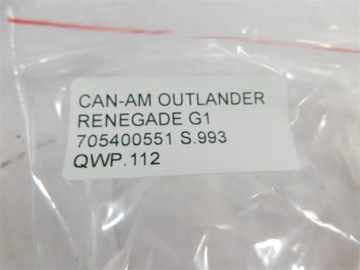 CAN-AM OUTLANDER
RENEGADE G1
705400551 S.993
QWP.112